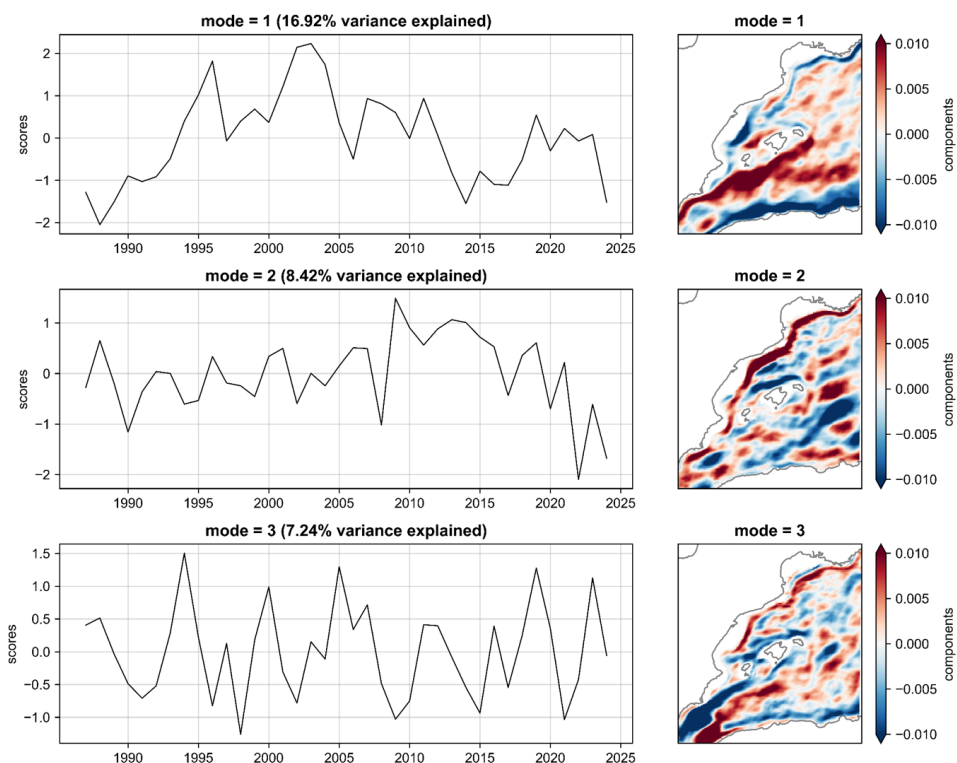 mode = 1 (16.92% variance explained)
mode = 1
2
1
0
−1
−2
scores
1990 1995 2000 2005 2010 2015 2020 2025
0.010
0.005
0.000
−0.005
−0.010
components
mode = 2 (8.42% variance explained)
mode = 2
1
0
−1
−2
scores
1990 1995 2000 2005 2010 2015 2020 2025
0.010
0.005
0.000
−0.005
−0.010
components
mode = 3 (7.24% variance explained)
mode = 3
1.5
1.0
0.5
0.0
−0.5
−1.0
scores
1990 1995 2000 2005 2010 2015 2020 2025
0.010
0.005
0.000
−0.005
−0.010
components